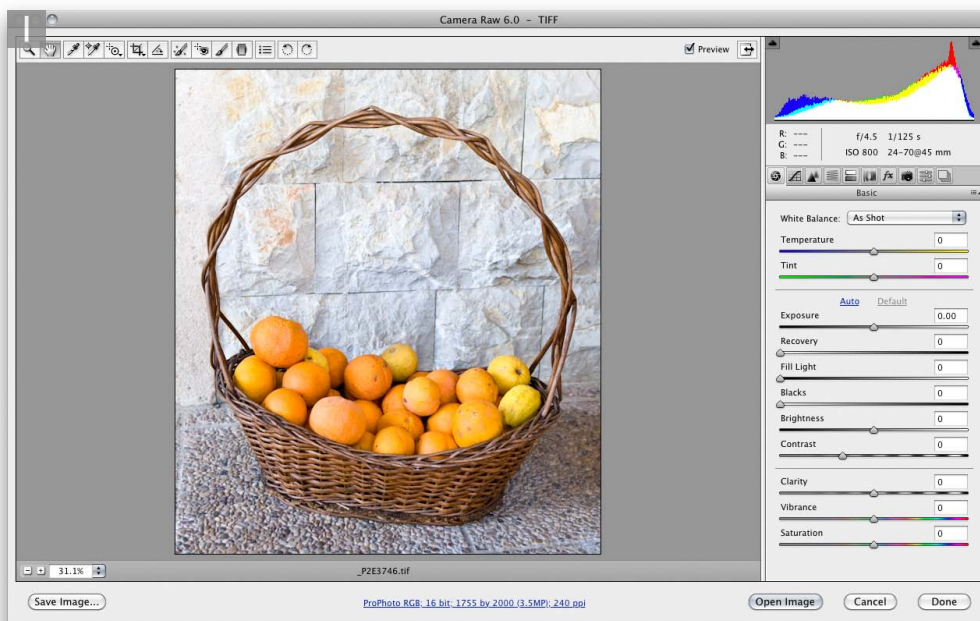 Camera Raw 6.0 - TIFF
Preview
R: ---
G: ---
B: ---
f/4.5 1/125 s
ISO 800 24-70@45 mm
fx
Basic
White Balance: As Shot
Temperature 0
Tint 0
Auto Default
Exposure 0.00
Recovery 0
Fill Light 0
Blacks 0
Brightness 0
Contrast 0
Clarity 0
Vibrance 0
Saturation 0
31.1%
_P2E3746.tif
Save Image...
ProPhoto RGB; 16 bit; 1755 by 2000 (3.5MP); 240 ppi
Open Image Cancel Done